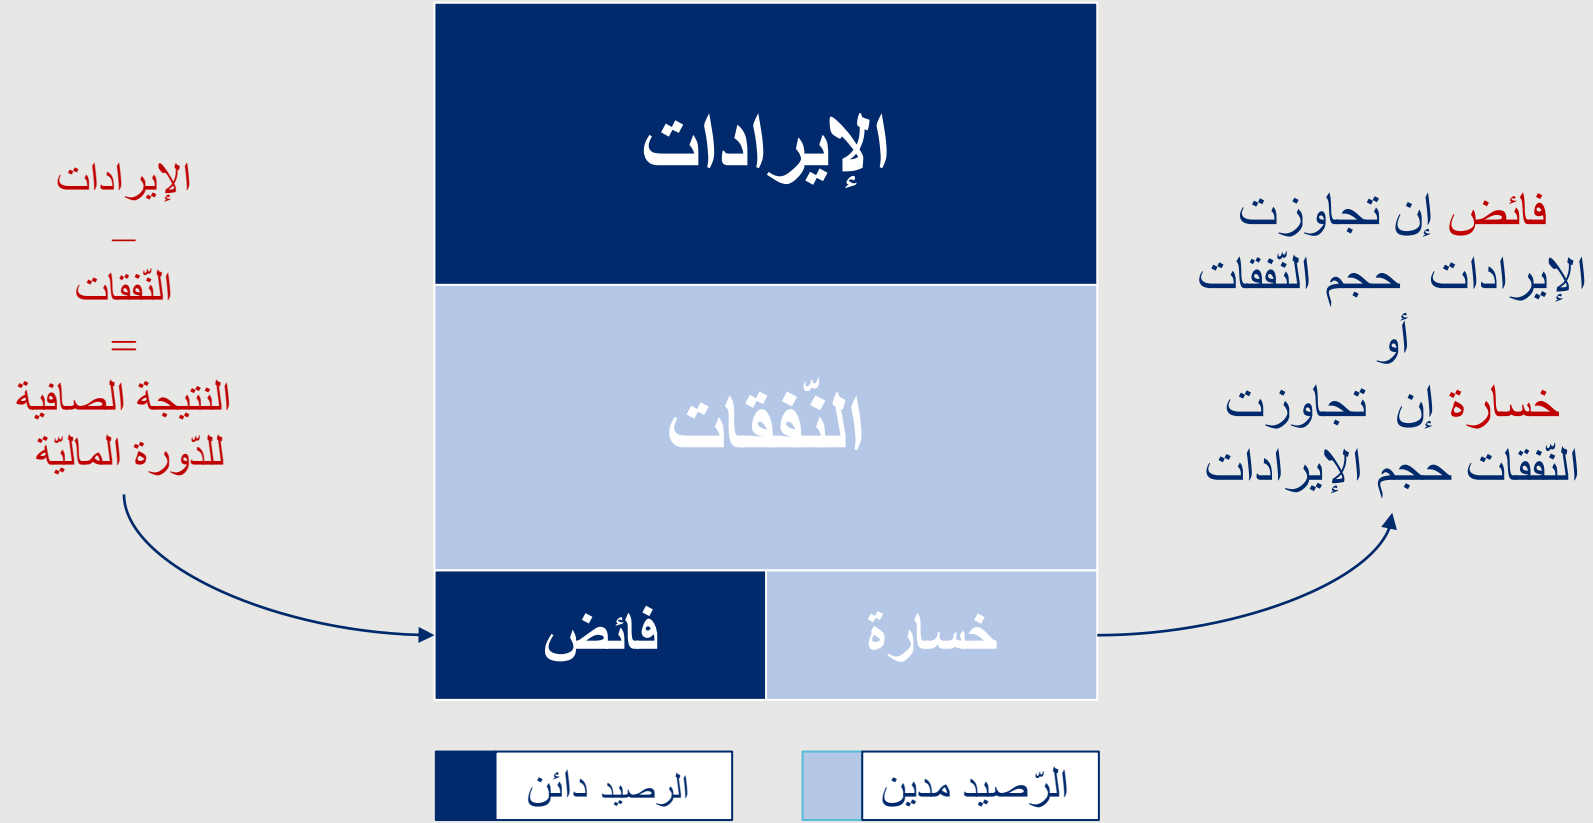 الإيرادات
فائض إن تجاوزت
الإيرادات حجم النّفقات
أو
خسارة إن تجاوزت
النّفقات حجم الإيرادات
الإيرادات
–
النّفقات
=
النتيجة الصافية
للدّورة الماليّة
النّفقات
خسارة
فائض
الرّصيد مدين
الرصيد دائن